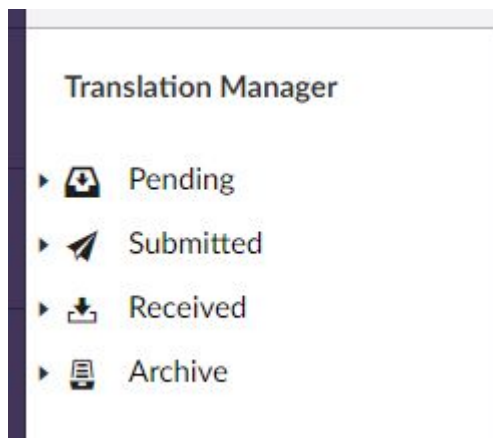 Translation Manager
Pending
Submitted
Received
Archive